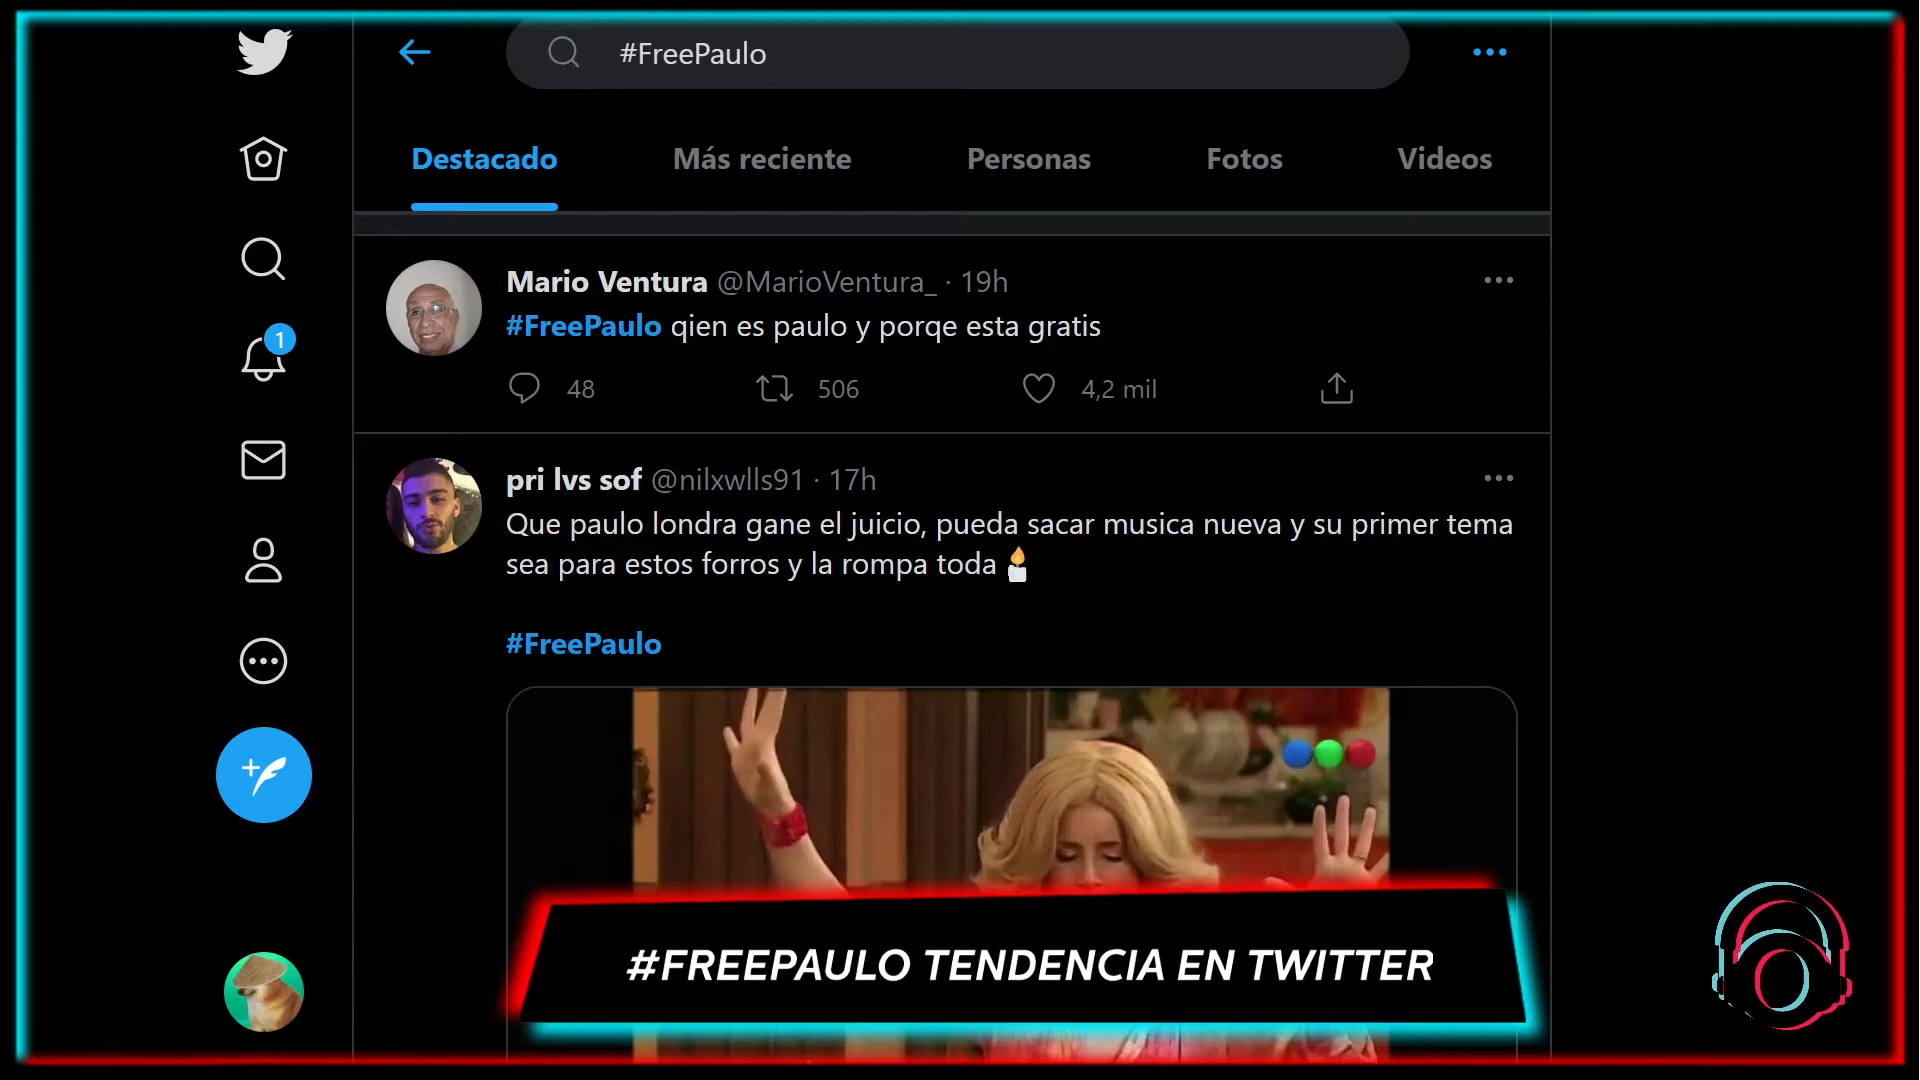 #FreePaulo
Destacado Más reciente Personas Fotos Videos
Mario Ventura @MarioVentura_ · 19h
#FreePaulo qien es paulo y porqe esta gratis
48 506 4,2 mil
1
pri lvs sof @nilxwlls91 · 17h
Que paulo londra gane el juicio, pueda sacar musica nueva y su primer tema
sea para estos forros y la rompa toda
#FreePaulo
#FREEPAULO TENDENCIA EN TWITTER